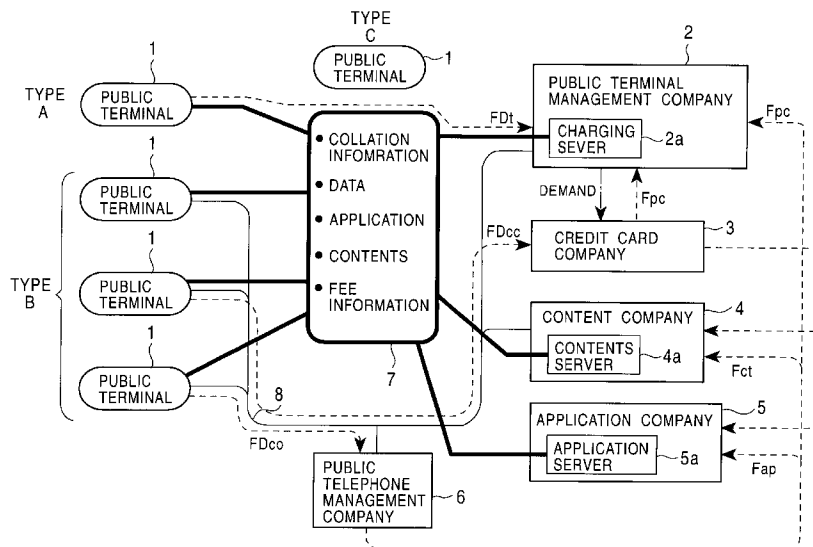 TYPE
C
1
PUBLIC
TERMINAL
TYPE
A
1
PUBLIC
TERMINAL
2
PUBLIC TERMINAL
MANAGEMENT COMPANY
CHARGING
SEVER
2a
FDt
Fpc
• COLLATION
INFOMRATION
• DATA
• APPLICATION
• CONTENTS
• FEE
INFORMATION
7
TYPE
B
1
PUBLIC
TERMINAL
1
PUBLIC
TERMINAL
1
PUBLIC
TERMINAL
DEMAND
Fpc
3
FDcc
CREDIT CARD
COMPANY
4
CONTENT COMPANY
CONTENTS
SERVER
4a
Fct
8
FDco
5
APPLICATION COMPANY
APPLICATION
SERVER
5a
Fap
PUBLIC
TELEPHONE
MANAGEMENT
COMPANY
6